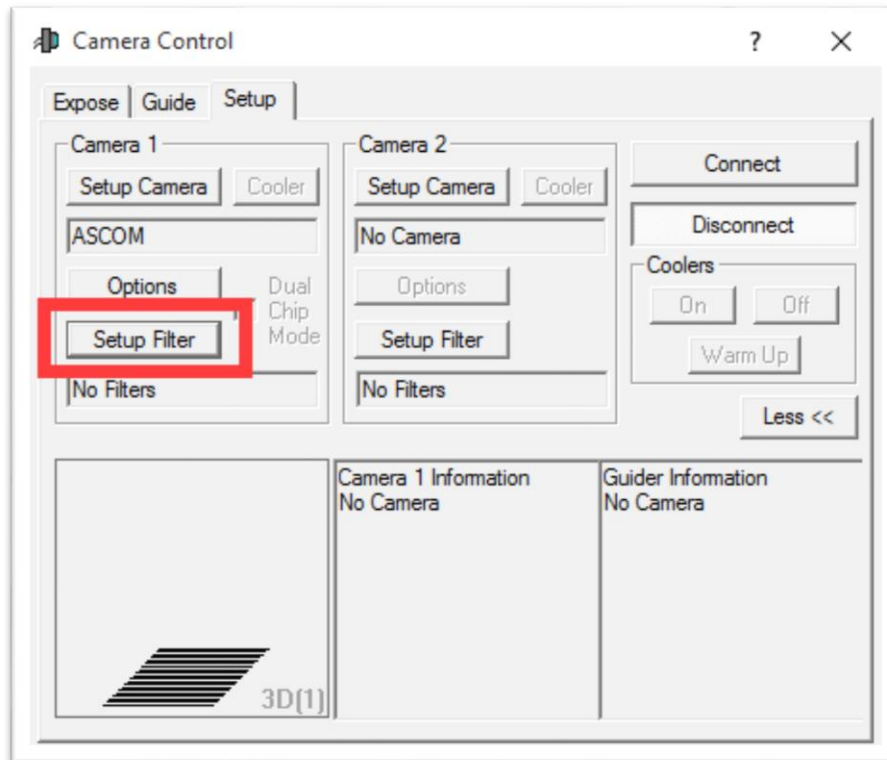 Camera Control
?
Expose
Guide
Setup
Camera 1
Setup Camera
Cooler
ASCOM
Options
Dual
Chip
Mode
Setup Filter
No Filters
Camera 2
Setup Camera
Cooler
No Camera
Options
Setup Filter
No Filters
Connect
Disconnect
Coolers
On
Off
Warm Up
Less <<
3D(1)
Camera 1 Information
No Camera
Guider Information
No Camera